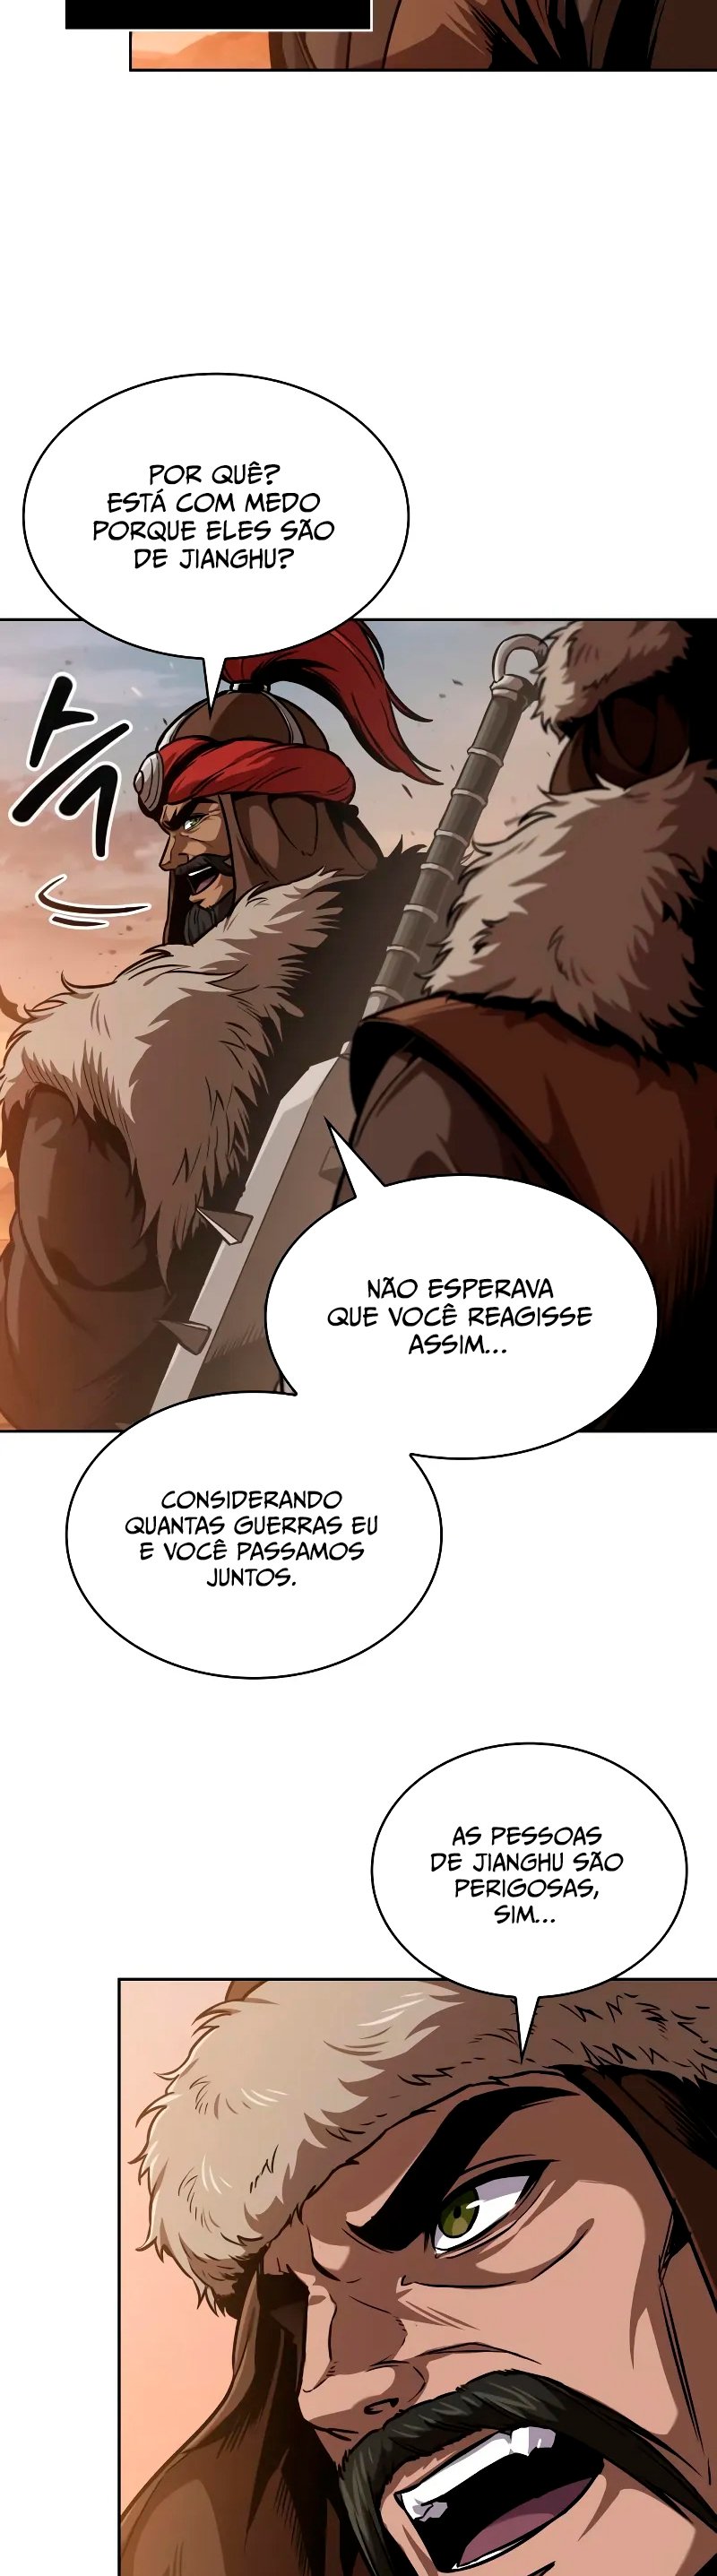 POR QUÊ?
ESTÁ COM MEDO
PORQUE ELES SÃO
DE JIANGHU?
NÃO ESPERAVA
QUE VOCÊ REAGISSE
ASSIM...
CONSIDERANDO
QUANTAS GUERRAS EU
E VOCÊ PASSAMOS
JUNTOS.
AS PESSOAS
DE JIANGHU SÃO
PERIGOSAS,
SIM...